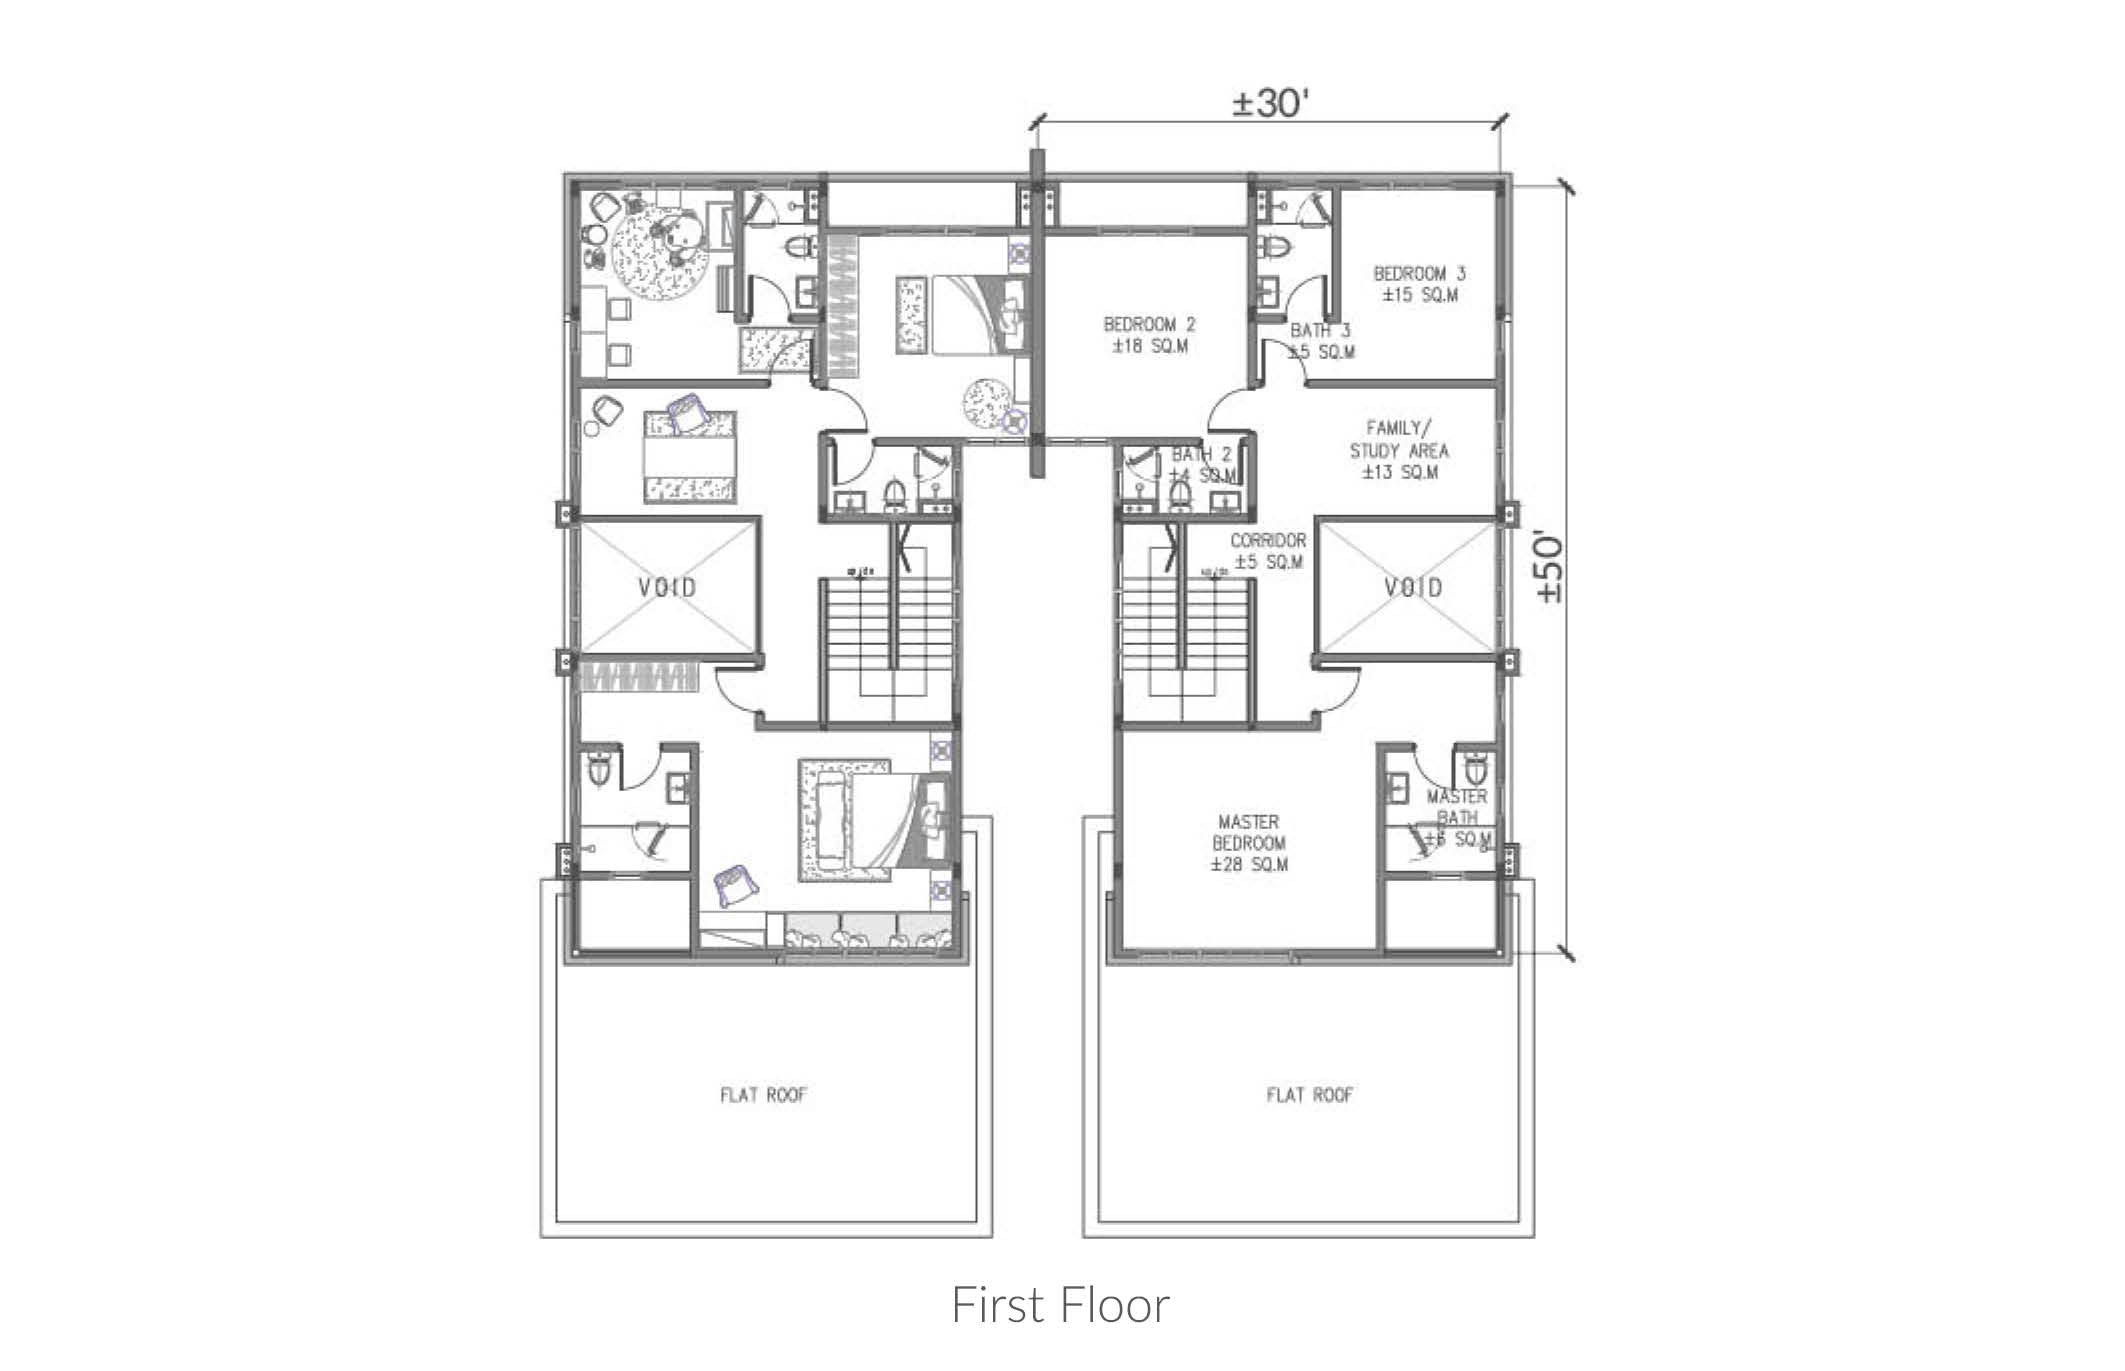 ±30'
BEDROOM 3
±15 SQ.M
BEDROOM 2
±18 SQ.M
BATH 3
±5 SQ.M
FAMILY/
STUDY AREA
±13 SQ.M
BATH 2
±4 SQ.M
CORRIDOR
±5 SQ.M
±50'
VOID
VOID
MASTER
BATH
SQ.M
MASTER
BEDROOM
±28 SQ.M
FLAT ROOF
FLAT ROOF
First Floor